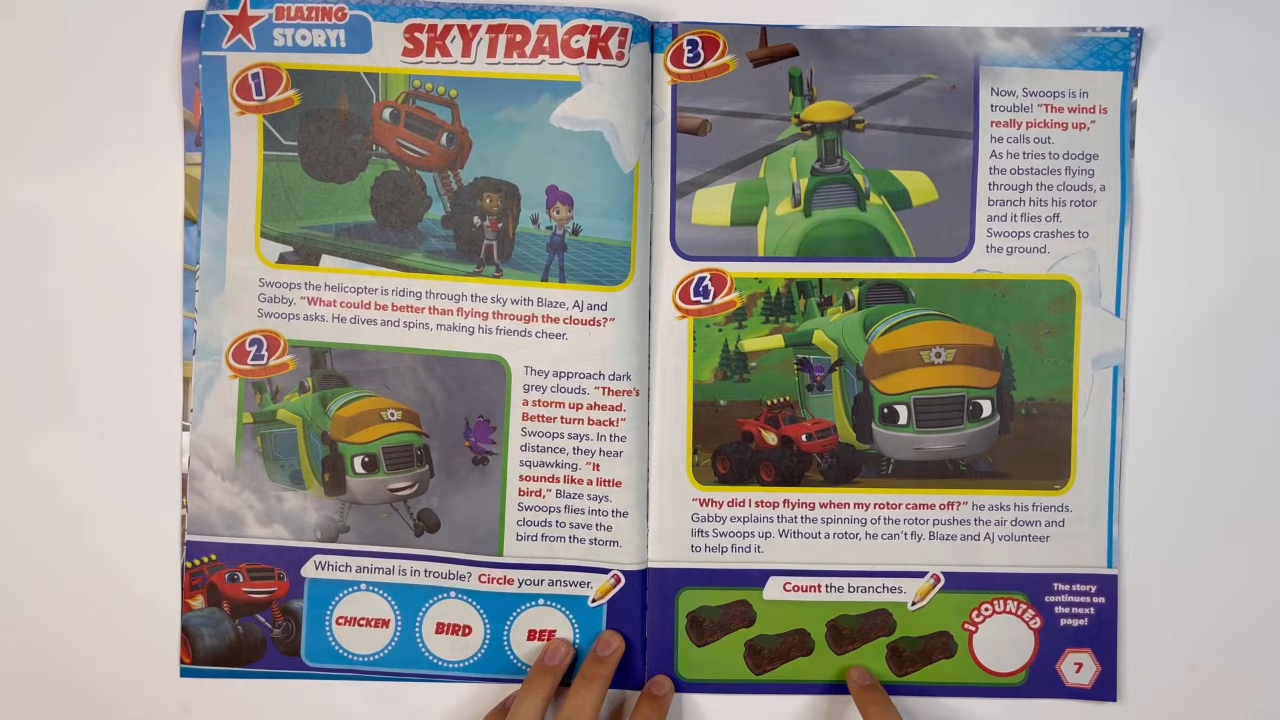 BLAZING
STORY!
SKYTRACK!
1
Swoops the helicopter is riding through the sky with Blaze, AJ and
Gabby. “What could be better than flying through the clouds?”
Swoops asks. He dives and spins, making his friends cheer.
2
They approach dark
grey clouds. “There’s
a storm up ahead.
Better turn back!”
Swoops says. In the
distance, they hear
squawking. “It
sounds like a little
bird,” Blaze says.
Swoops flies into the
clouds to save the
bird from the storm.
Which animal is in trouble? Circle your answer.
CHICKEN
BIRD
BEE
3
Now, Swoops is in
trouble! “The wind is
really picking up,”
he calls out.
As he tries to dodge
the obstacles flying
through the clouds, a
branch hits his rotor
and it flies off.
Swoops crashes to
the ground.
4
“Why did I stop flying when my rotor came off?” he asks his friends.
Gabby explains that the spinning of the rotor pushes the air down and
lifts Swoops up. Without a rotor, he can’t fly. Blaze and AJ volunteer
to help find it.
Count the branches.
I COUNTED
The story
continues on
the next
page!
7